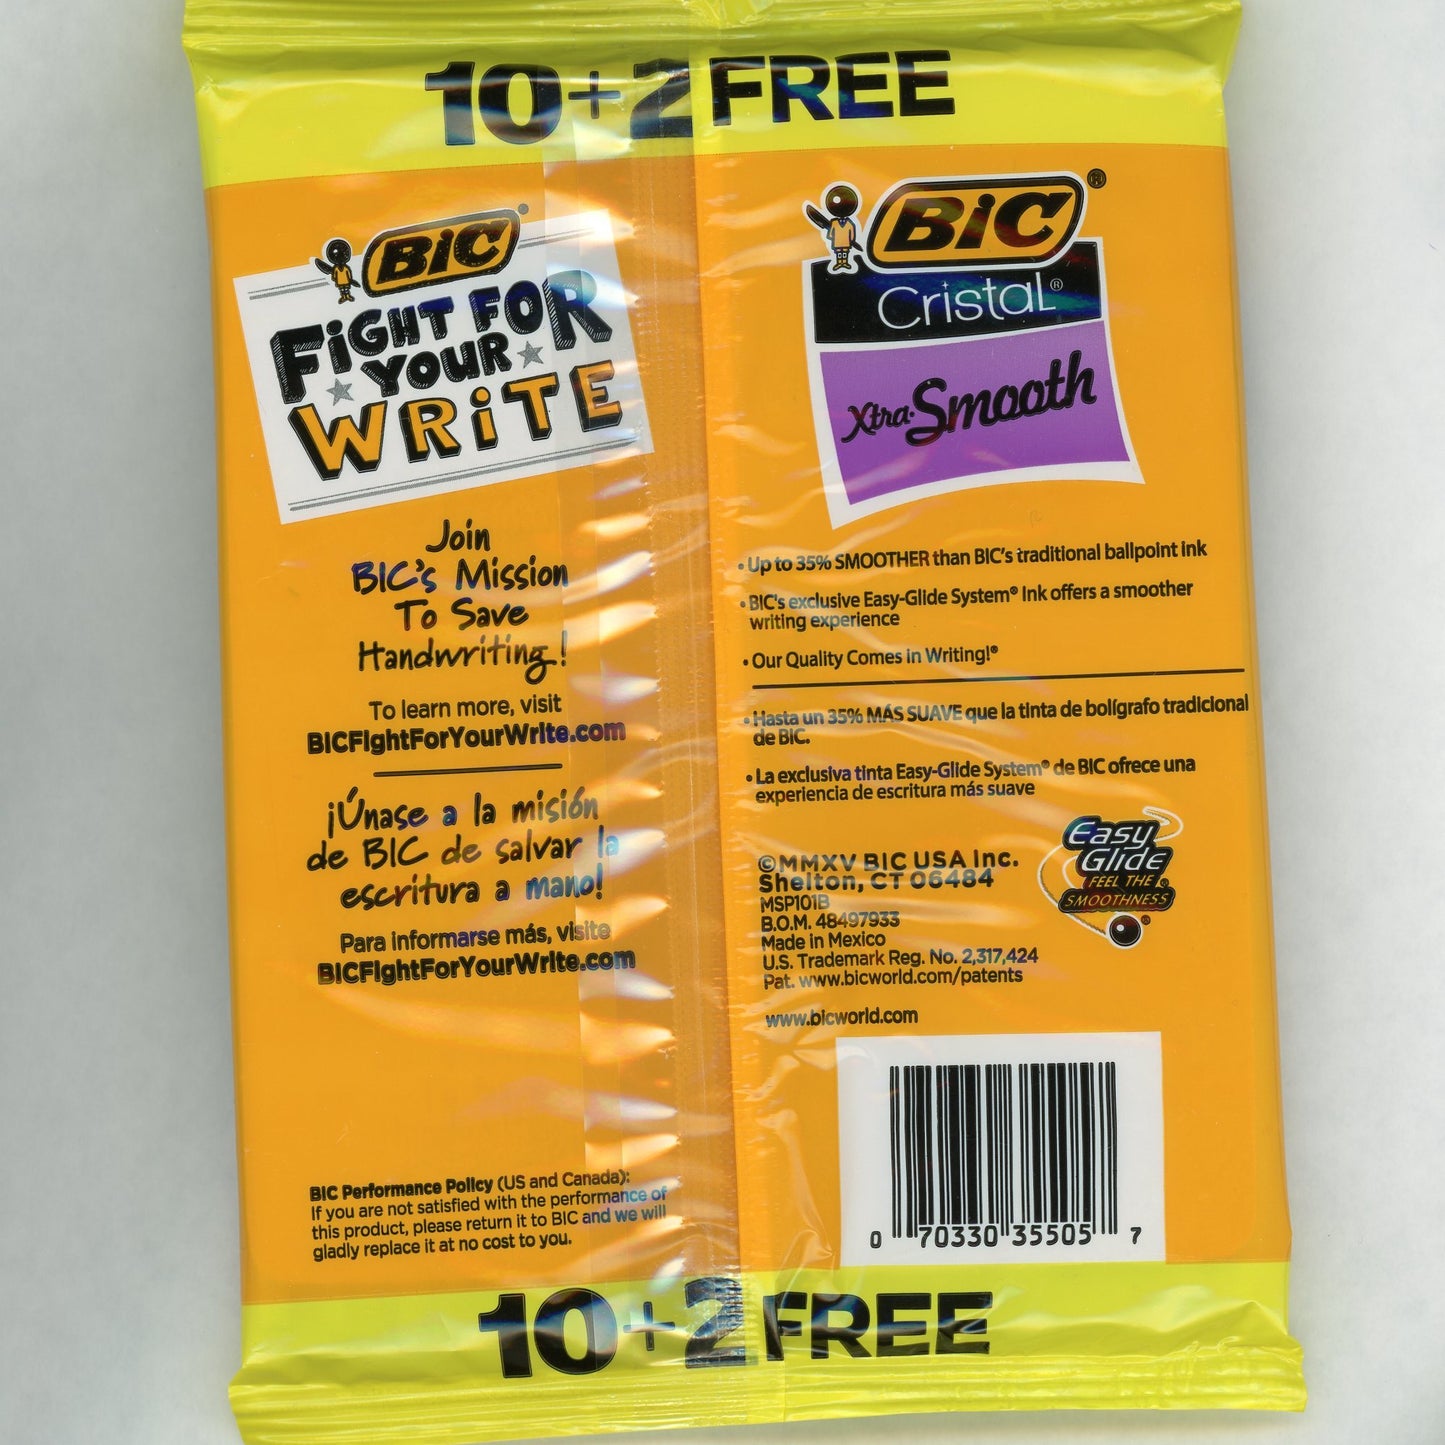 10+2 FREE
BIC
FiGHT FOR
YOUR
WRiTE
Join
BIC's Mission
To Save
Handwriting!
To learn more, visit
BICFightForYourWrite.com
¡Únase a la misión
de BIC de salvar la
escritura a mano!
Para informarse más, visite
BICFightForYourWrite.com
BIC Performance Policy (US and Canada):
If you are not satisfied with the performance of
this product, please return it to BIC and we will
gladly replace it at no cost to you.
BIC®
Cristal®
Xtra-Smooth
• Up to 35% SMOOTHER than BIC's traditional ballpoint ink
• BIC's exclusive Easy-Glide System® Ink offers a smoother
writing experience
• Our Quality Comes in Writing!®
• Hasta un 35% MÁS SUAVE que la tinta de bolígrafo tradicional
de BIC.
• La exclusiva tinta Easy-Glide System® de BIC ofrece una
experiencia de escritura más suave
Easy
Glide
FEEL THE
SMOOTHNESS
®
©MMXV BIC USA Inc.
Shelton, CT 06484
MSP101B
B.O.M. 48497933
Made in Mexico
U.S. Trademark Reg. No. 2,317,424
Pat. www.bicworld.com/patents
www.bicworld.com
0 70330 35505 7
10+2 FREE